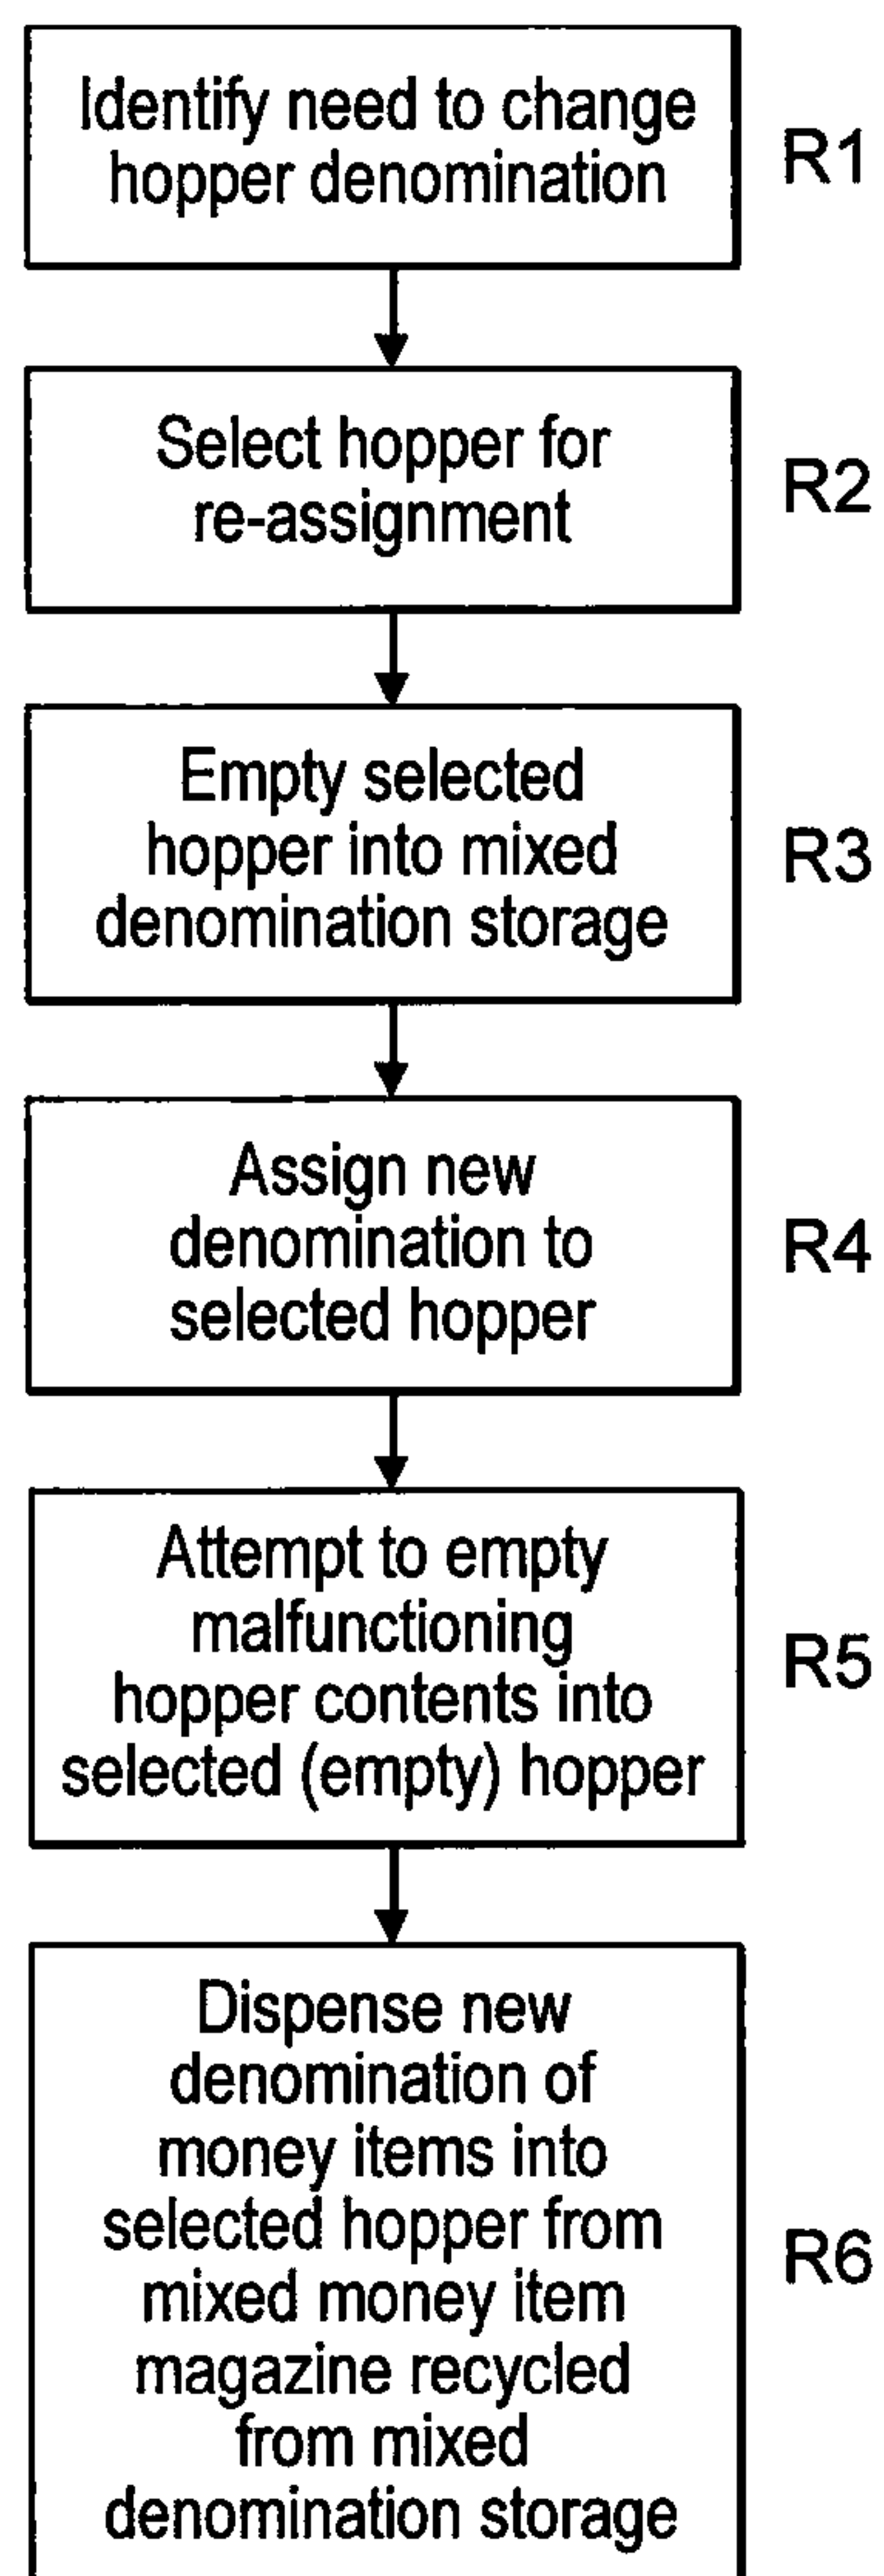 Identify need to change
hopper denomination
R1
Select hopper for
re-assignment
R2
Empty selected
hopper into mixed
denomination storage
R3
Assign new
denomination to
selected hopper
R4
Attempt to empty
malfunctioning
hopper contents into
selected (empty) hopper
R5
Dispense new
denomination of
money items into
selected hopper from
mixed money item
magazine recycled
from mixed
denomination storage
R6